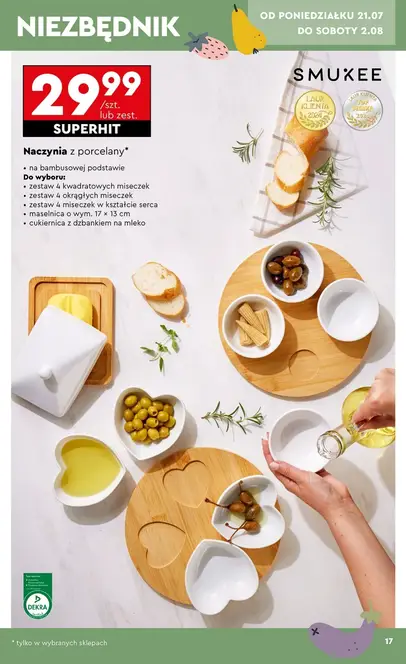 NIEZBĘDNIK
OD PONIEDZIAŁKU 21.07
DO SOBOTY 2.08
29.99
/szt.
lub zest.
SUPERHIT
SMUKEE
LAUR
KLIENTA
Naczynia z porcelany*
• na bambusowej podstawie
Do wyboru:
• zestaw 4 kwadratowych miseczek
• zestaw 4 okrągłych miseczek
• zestaw 4 miseczek w kształcie serca
• maselnica o wym. 17 × 13 cm
• cukiernica z dzbankiem na mleko
DEKRA
* tylko w wybranych sklepach
17